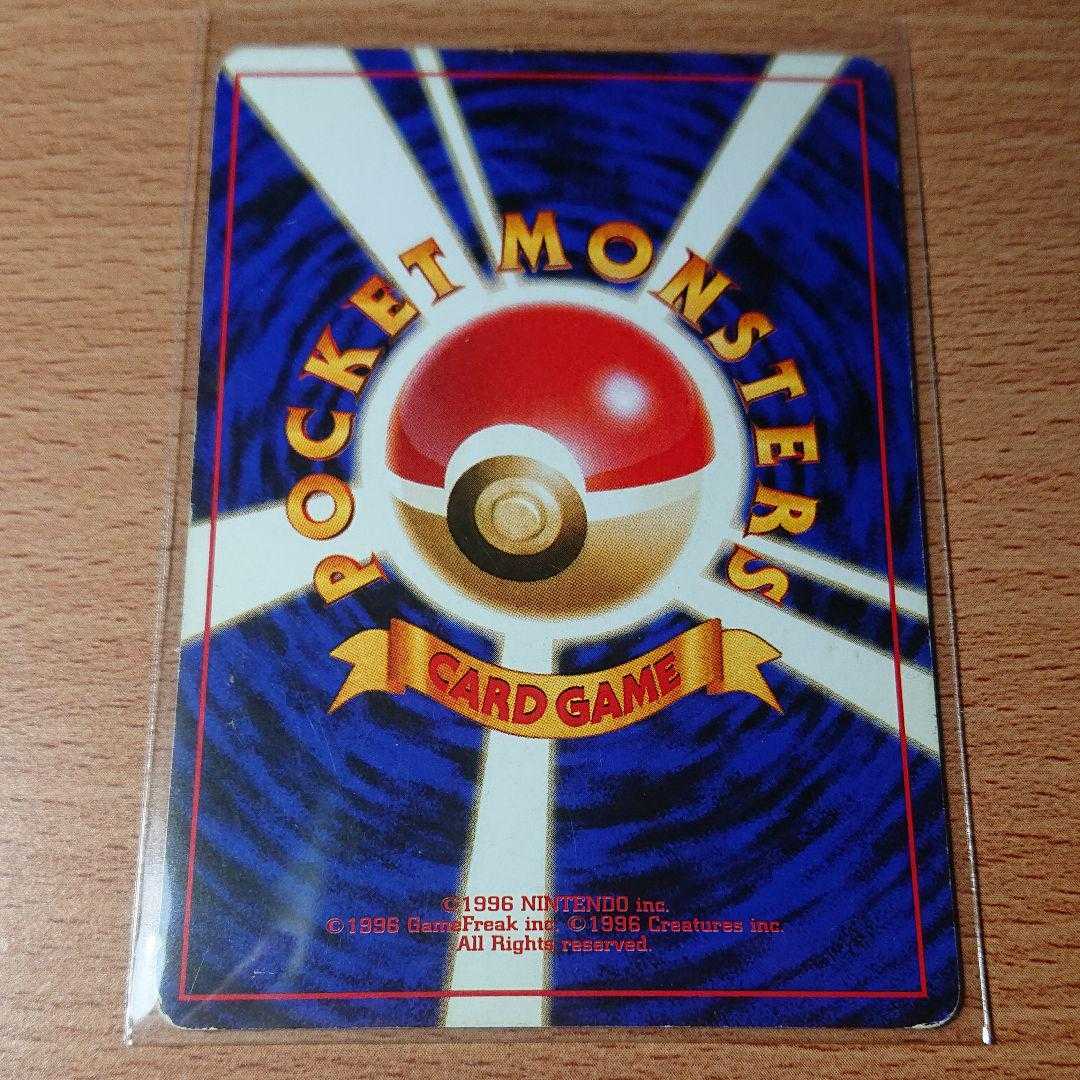 POCKET MONSTERS
CARD GAME
©1996 NINTENDO inc.
©1996 GameFreak inc. ©1996 Creatures inc.
All Rights reserved.